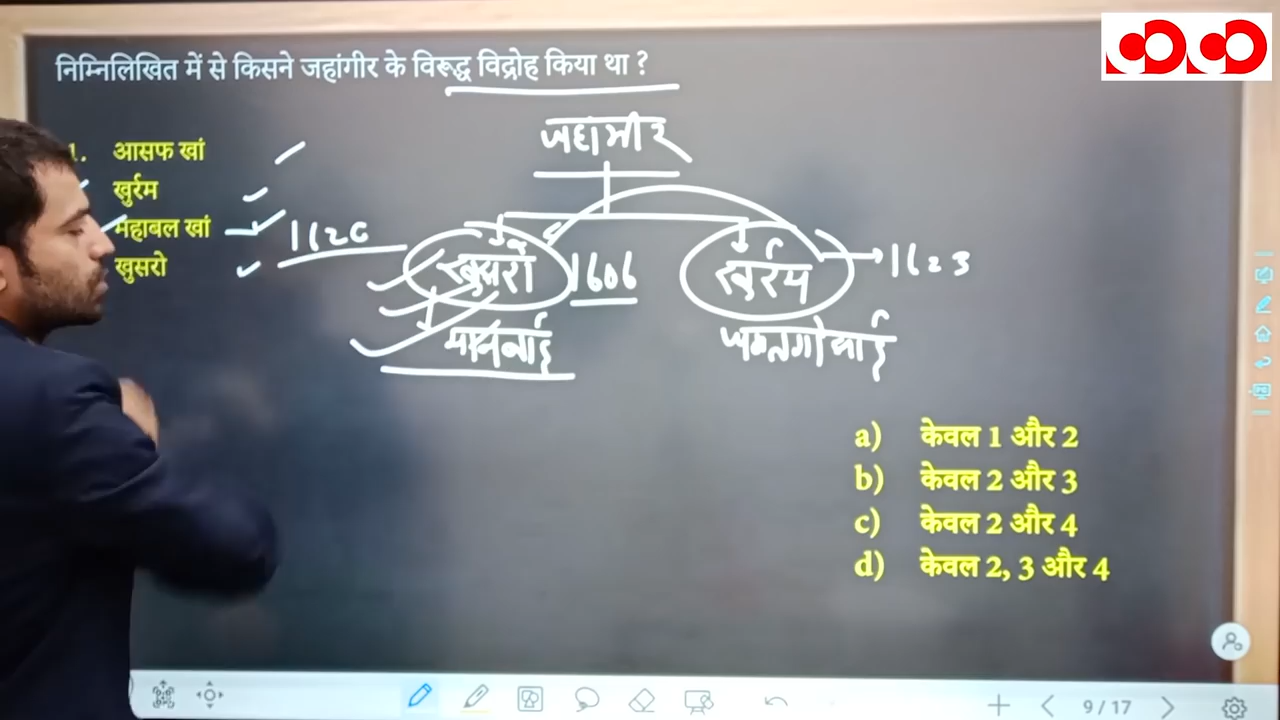 निम्निलिखित में से किसने जहांगीर के विरूद्ध विद्रोह किया था ?
जहांगीर
1. आसफ खां
खुर्रम
महाबल खां
खुसरो
1626
खुसरो 1606
खुर्रम 1623
मानबाई
a) केवल 1 और 2
b) केवल 2 और 3
c) केवल 2 और 4
d) केवल 2, 3 और 4
9 / 17